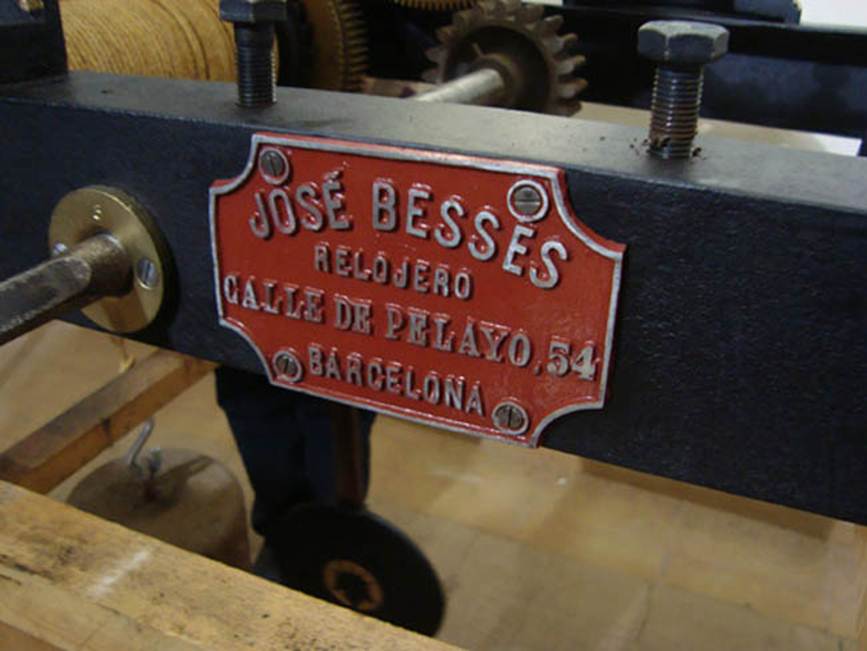 JOSÉ BESSES
RELOJERO
CALLE DE PELAYO, 54
BARCELONA